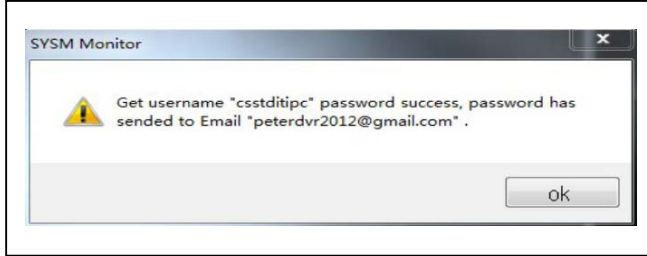 SYSM Monitor
Get username "csstditipc" password success, password has
sended to Email "peterdvr2012@gmail.com" .
ok